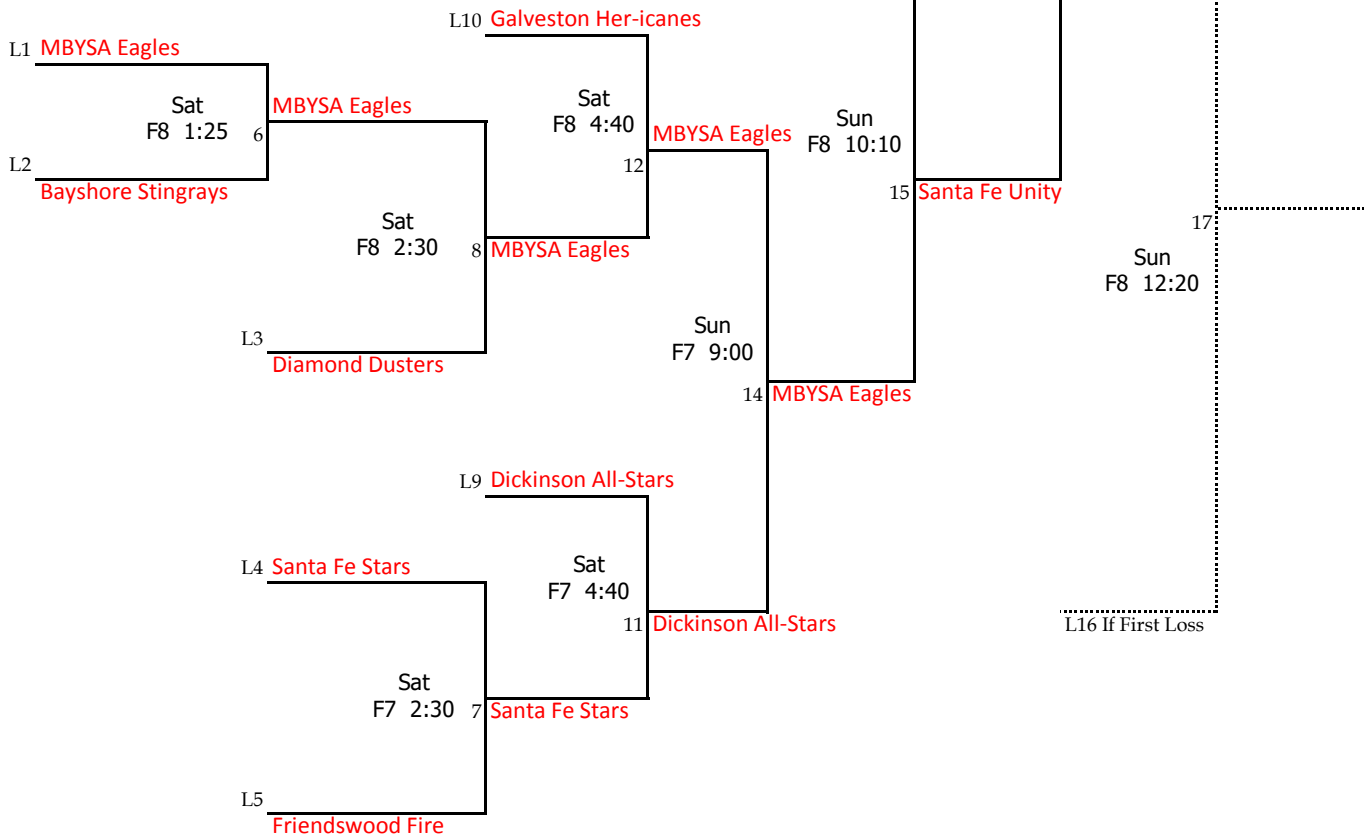 L10 Galveston Her-icanes
L1 MBYSA Eagles
Sat
F8 1:25
6
MBYSA Eagles
L2
Bayshore Stingrays
Sat
F8 4:40
12
MBYSA Eagles
Sat
F8 2:30
8
MBYSA Eagles
L3
Diamond Dusters
Sun
F8 10:10
15
Santa Fe Unity
17
Sun
F8 12:20
Sun
F7 9:00
14
MBYSA Eagles
L9 Dickinson All-Stars
L4 Santa Fe Stars
Sat
F7 4:40
11
Dickinson All-Stars
L16 If First Loss
Sat
F7 2:30
7
Santa Fe Stars
L5
Friendswood Fire